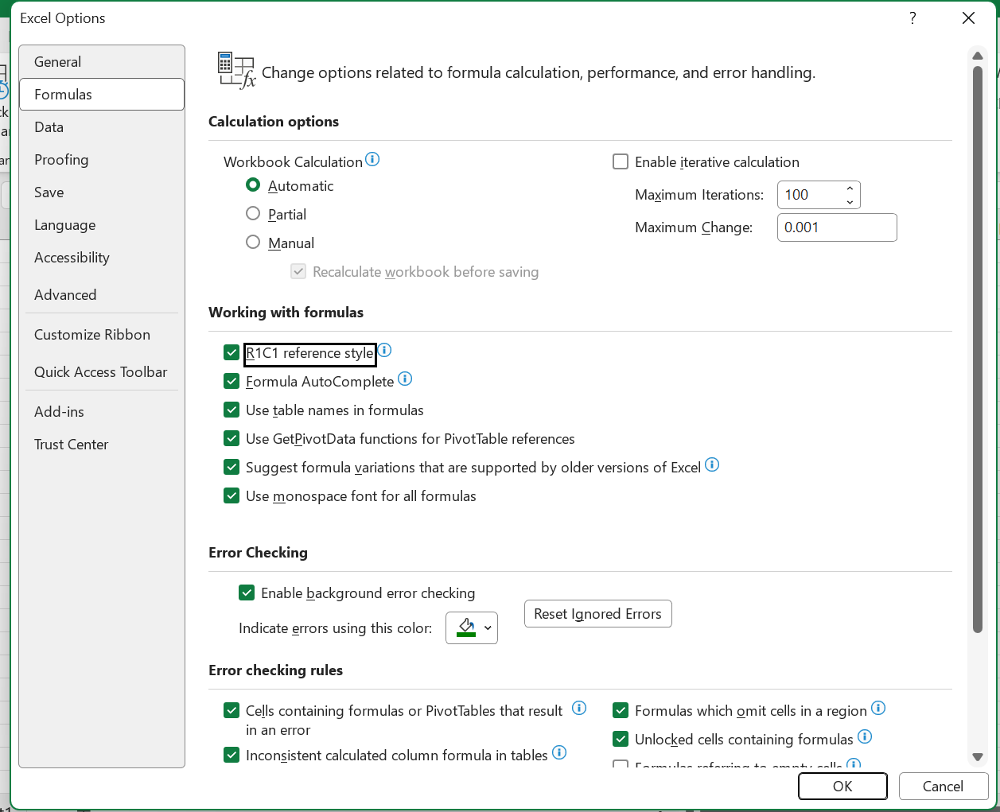 Excel Options
?
General
Formulas
Data
Proofing
Save
Language
Accessibility
Advanced
Customize Ribbon
Quick Access Toolbar
Add-ins
Trust Center
Change options related to formula calculation, performance, and error handling.
Calculation options
Workbook Calculation
Automatic
Partial
Manual
Recalculate workbook before saving
Enable iterative calculation
Maximum Iterations: 100
Maximum Change: 0.001
Working with formulas
R1C1 reference style
Formula AutoComplete
Use table names in formulas
Use GetPivotData functions for PivotTable references
Suggest formula variations that are supported by older versions of Excel
Use monospace font for all formulas
Error Checking
Enable background error checking
Indicate errors using this color:
Reset Ignored Errors
Error checking rules
Cells containing formulas or PivotTables that result
in an error
Inconsistent calculated column formula in tables
Formulas which omit cells in a region
Unlocked cells containing formulas
Formulas referring to empty cells
OK
Cancel